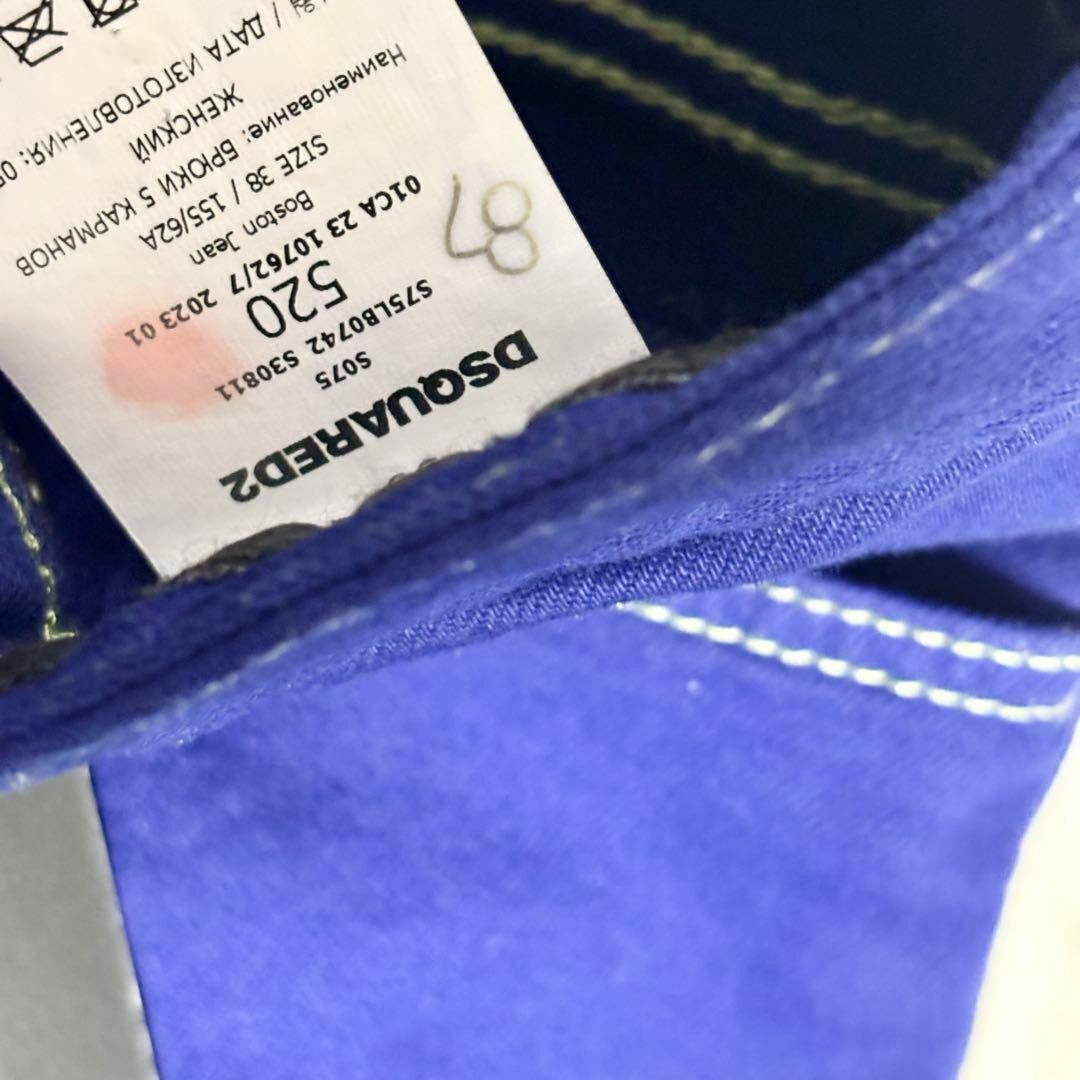 DSQUARED2
S075
S75LB0742 S30811
520
01CA 23 10762/7 2023 01
Boston Jean
SIZE 38 / 155/62A
Наименование: БРЮКИ 5 КАРМАНОВ
ЖЕНСКИЙ
/ ДАТА ИЗГОТОВЛЕНИЯ:
87